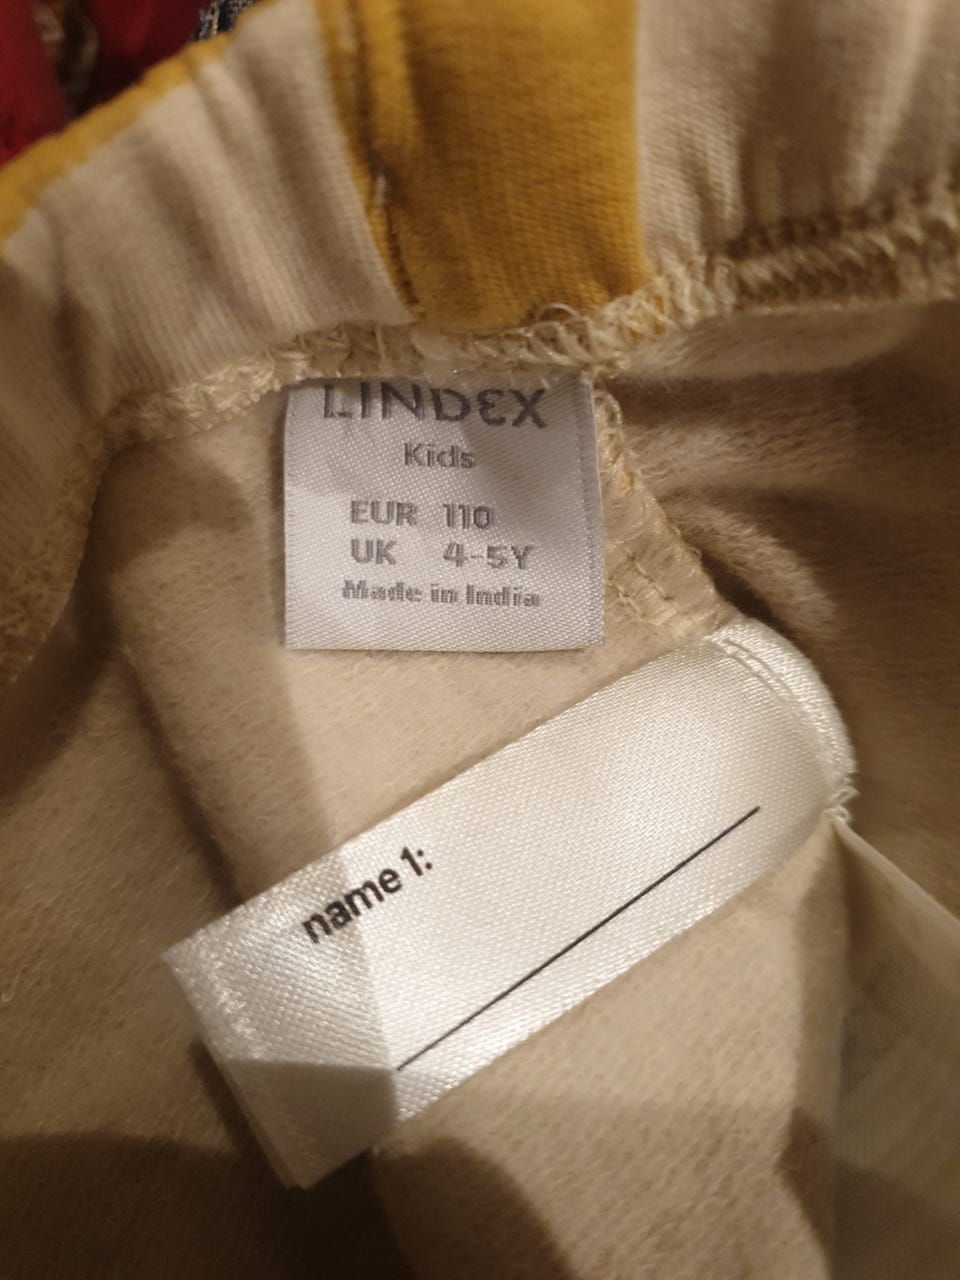 LINDEX
Kids
EUR 110
UK 4-5Y
Made in India
name 1: